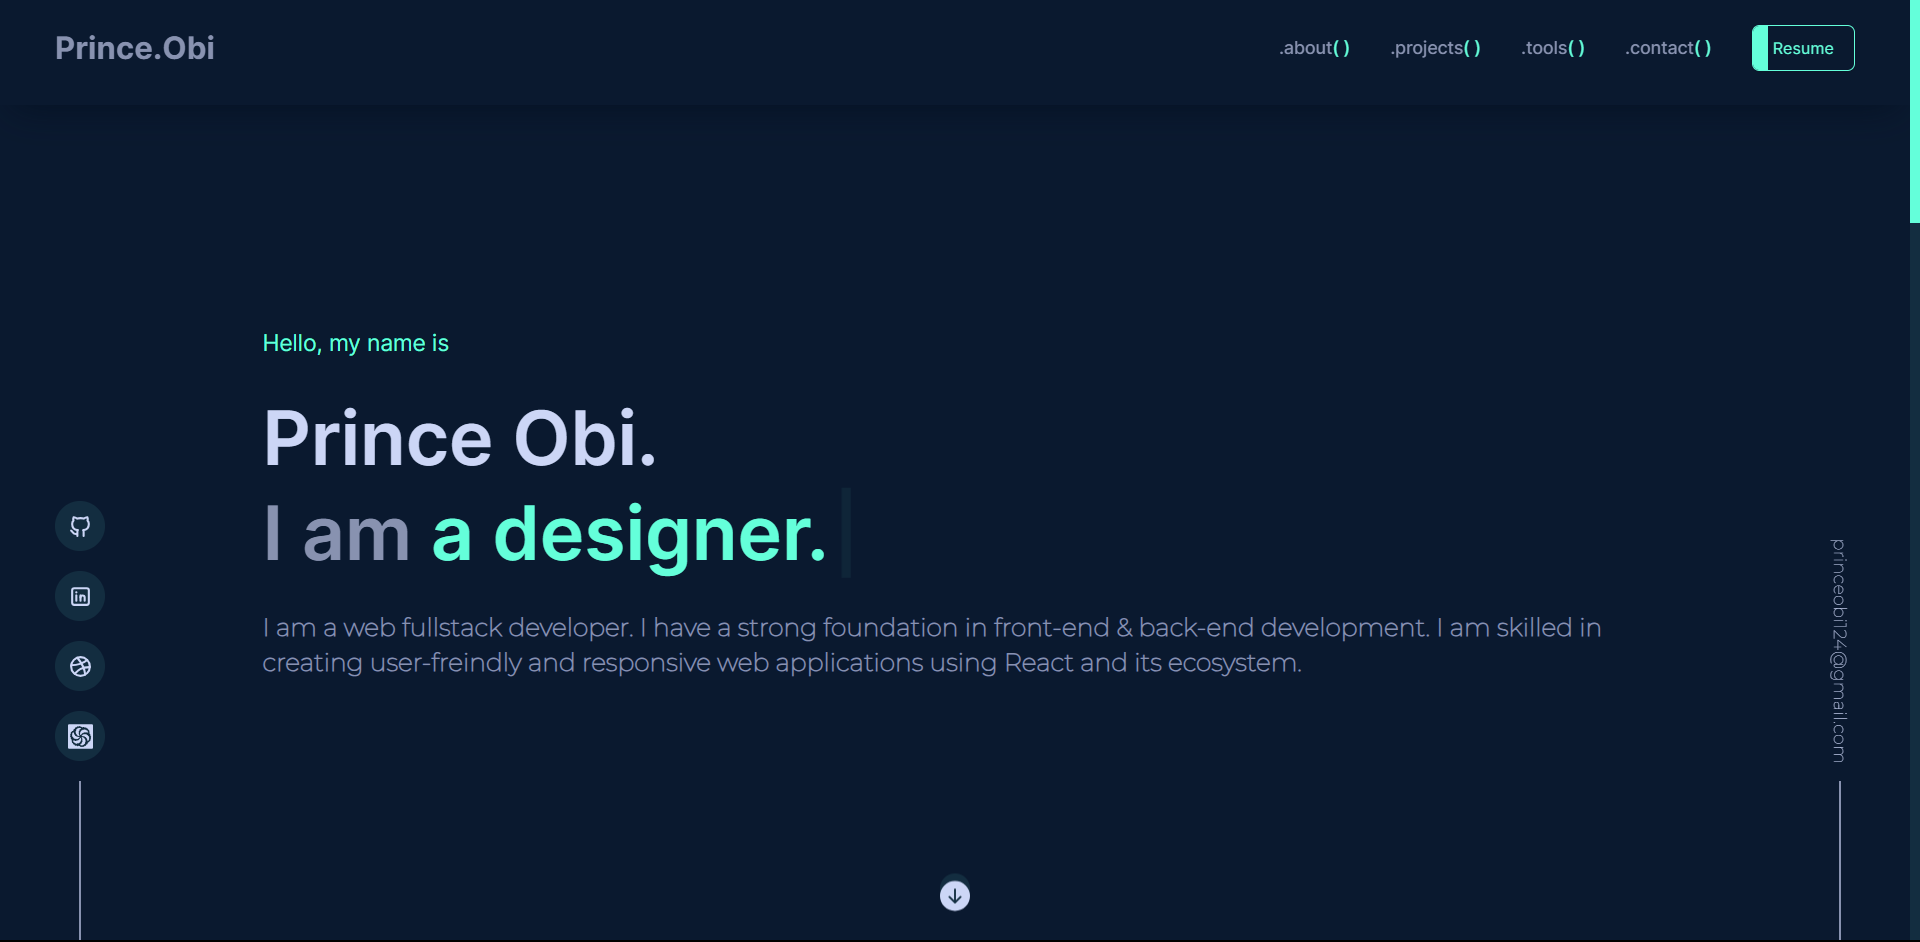 Prince.Obi
.about( )
.projects( )
.tools( )
.contact( )
Resume
Hello, my name is
Prince Obi.
I am a designer.
I am a web fullstack developer. I have a strong foundation in front-end & back-end development. I am skilled in
creating user-freindly and responsive web applications using React and its ecosystem.
in
princeobi124@gmail.com